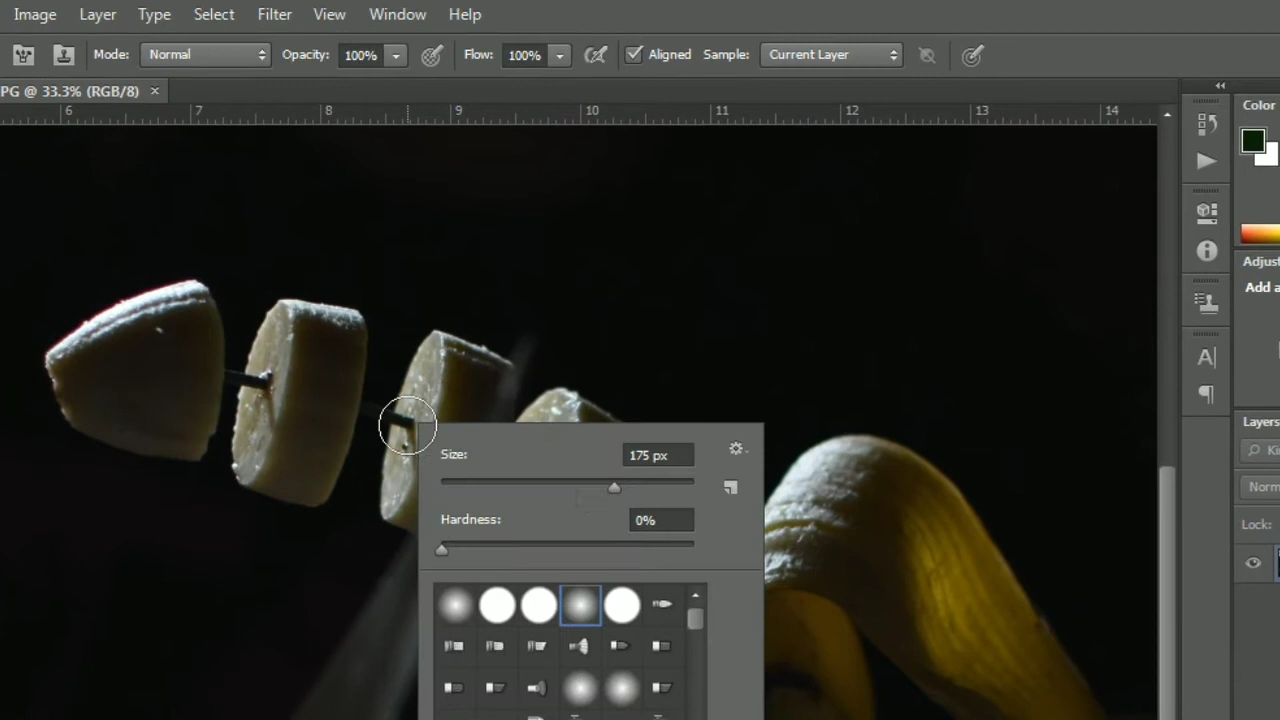 Image Layer Type Select Filter View Window Help
Mode: Normal Opacity: 100% Flow: 100% Aligned Sample: Current Layer
PG @ 33.3% (RGB/8) ×
6 7 8 9 10 11 12 13 14
Color
Adjus
Add a
Size: 175 px
Hardness: 0%
A
Layers
Ki
Norm
Lock: